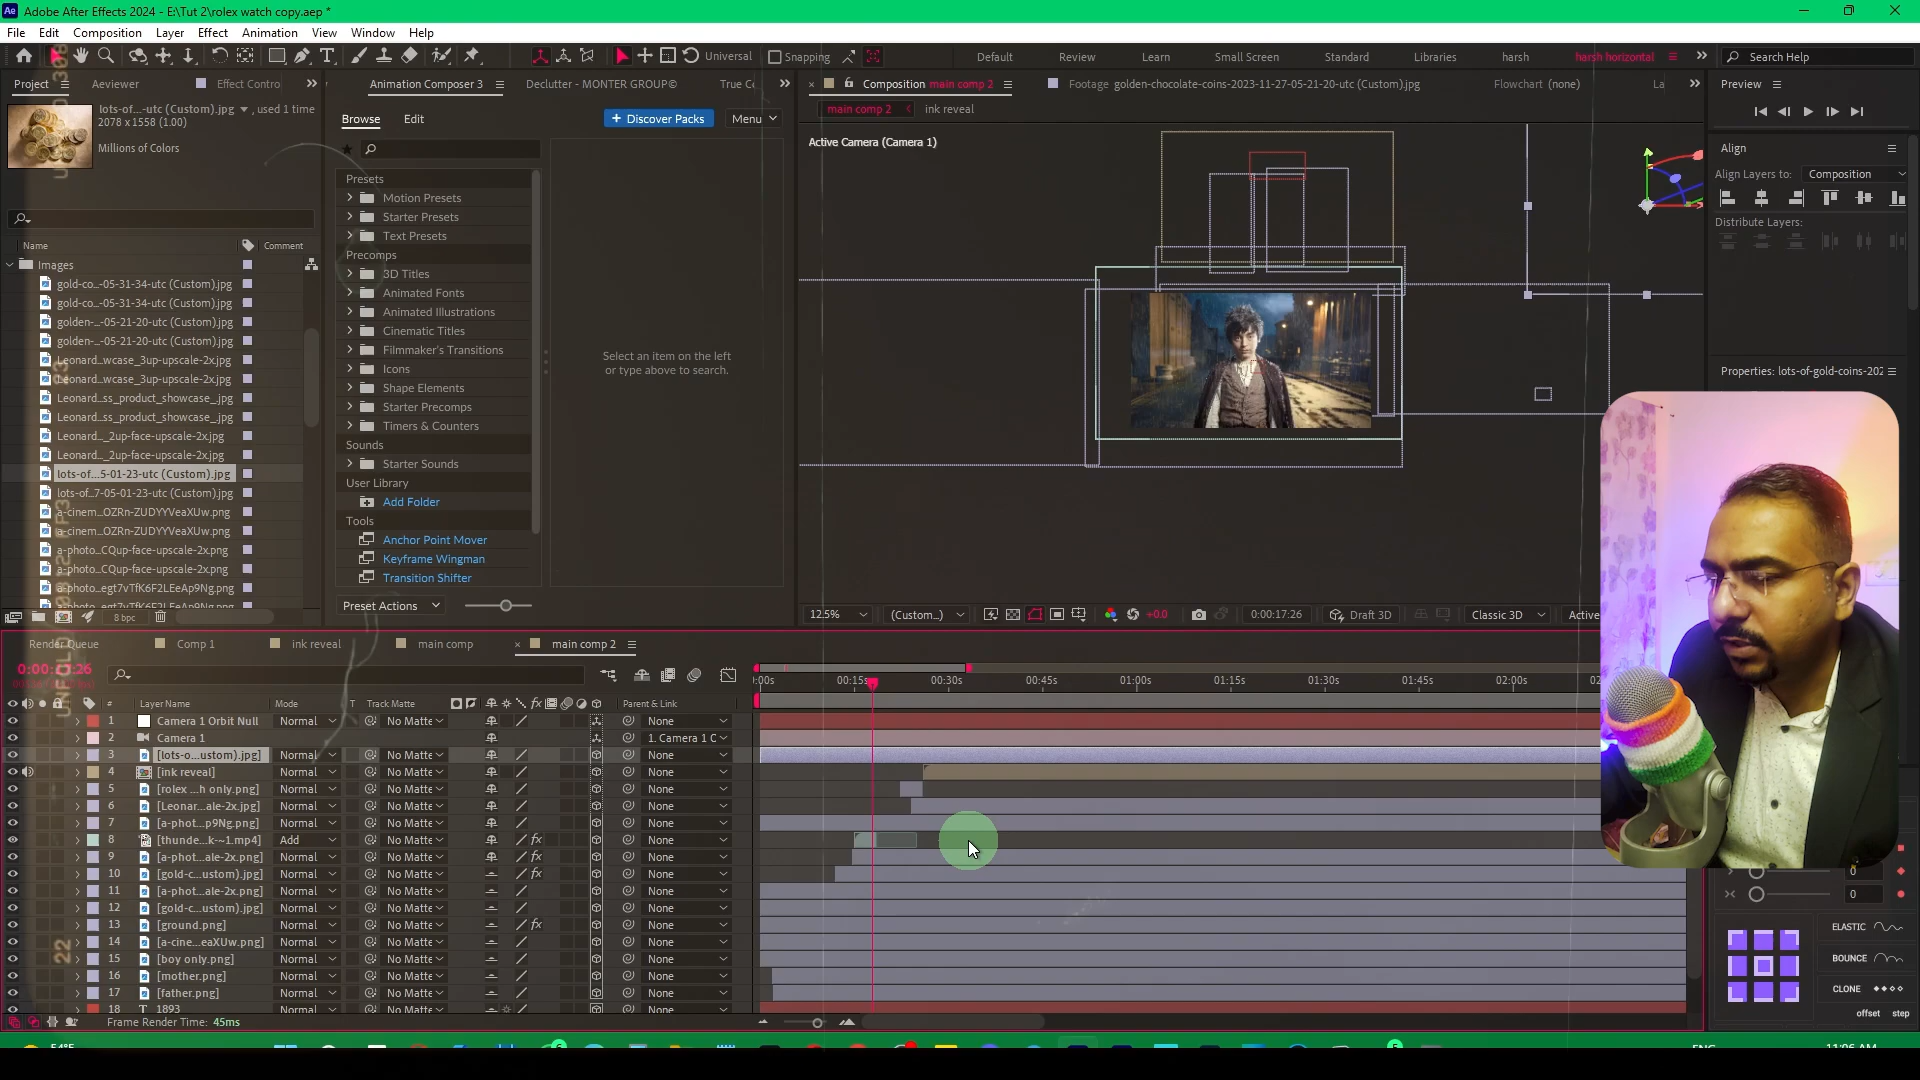 Adobe After Effects 2024 - E:\Tut 2\rolex watch copy.aep *
File Edit Composition Layer Effect Animation View Window Help
Universal Snapping Default Review Learn Small Screen Standard Libraries harsh harsh horizontal Search Help
Project Aeviewer Effect Contro
lots-of...-utc (Custom).jpg , used 1 time
2078 x 1558 (1.00)
Millions of Colors
Name Comment
Images
gold-co...-05-31-34-utc (Custom).jpg
gold-co...-05-31-34-utc (Custom).jpg
golden-...-05-21-20-utc (Custom).jpg
golden-...-05-21-20-utc (Custom).jpg
Leonard...wcase_3up-upscale-2x.jpg
Leonard...wcase_3up-upscale-2x.jpg
Leonard...ss_product_showcase_.jpg
Leonard...ss_product_showcase_.jpg
Leonard..._2up-face-upscale-2x.jpg
Leonard..._2up-face-upscale-2x.jpg
lots-of...5-01-23-utc (Custom).jpg
lots-of...7-05-01-23-utc (Custom).jpg
a-cinem...OZRn-ZUDYYVeaXUw.png
a-cinem...OZRn-ZUDYYVeaXUw.png
a-photo...CQup-face-upscale-2x.png
a-photo...CQup-face-upscale-2x.png
a-photo...egt7vTfK6F2LEeAp9Ng.png
8 bpc
Animation Composer 3 Declutter - MONTER GROUP© True Co
Browse Edit + Discover Packs Menu
Presets
Motion Presets
Starter Presets
Text Presets
Precomps
3D Titles
Animated Fonts
Animated Illustrations
Cinematic Titles
Filmmaker's Transitions
Icons
Shape Elements
Starter Precomps
Timers & Counters
Sounds
Starter Sounds
User Library
Add Folder
Tools
Anchor Point Mover
Keyframe Wingman
Transition Shifter
Preset Actions
Select an item on the left
or type above to search.
Composition main comp 2 Footage golden-chocolate-coins-2023-11-27-05-21-20-utc (Custom).jpg Flowchart (none) La
main comp 2 ink reveal
Active Camera (Camera 1)
12.5% (Custom...) +0.0 0:00:17:26 Draft 3D Classic 3D Active
Preview
Align
Align Layers to: Composition
Distribute Layers:
Properties: lots-of-gold-coins-202
0
0
ELASTIC
BOUNCE
CLONE
offset step
Render Queue Comp 1 ink reveal main comp main comp 2
# Layer Name Mode T Track Matte Parent & Link
:00s 00:15s 00:30s 00:45s 01:00s 01:15s 01:30s 01:45s 02:00s
1 Camera 1 Orbit Null Normal No Matte None
2 Camera 1 1. Camera 1 C
3 [lots-o...ustom).jpg] Normal No Matte None
4 [ink reveal] Normal No Matte None
5 [rolex ...h only.png] Normal No Matte None
6 [Leonar...ale-2x.jpg] Normal No Matte None
7 [a-phot...p9Ng.png] Normal No Matte None
8 [thunde...k-~1.mp4] Add No Matte None
9 [a-phot...ale-2x.png] Normal No Matte None
10 [gold-c...ustom).jpg] Normal No Matte None
11 [a-phot...ale-2x.png] Normal No Matte None
12 [gold-c...ustom).jpg] Normal No Matte None
13 [ground.png] Normal No Matte None
14 [a-cine...eaXUw.png] Normal No Matte None
15 [boy only.png] Normal No Matte None
16 [mother.png] Normal No Matte None
17 [father.png] Normal No Matte None
18 T 1893
Frame Render Time: 45ms
22